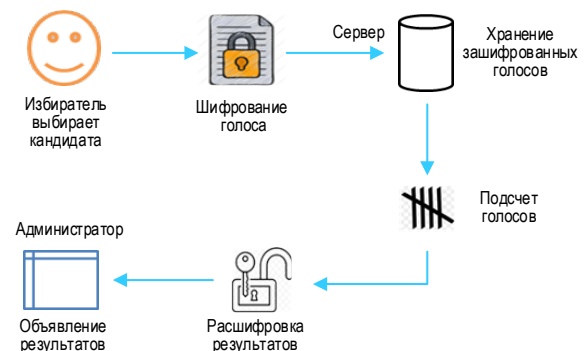 Избиратель
выбирает
кандидата
Шифрование
голоса
Сервер
Хранение
зашифрованных
голосов
Подсчет
голосов
Расшифровка
результатов
Администратор
Объявление
результатов